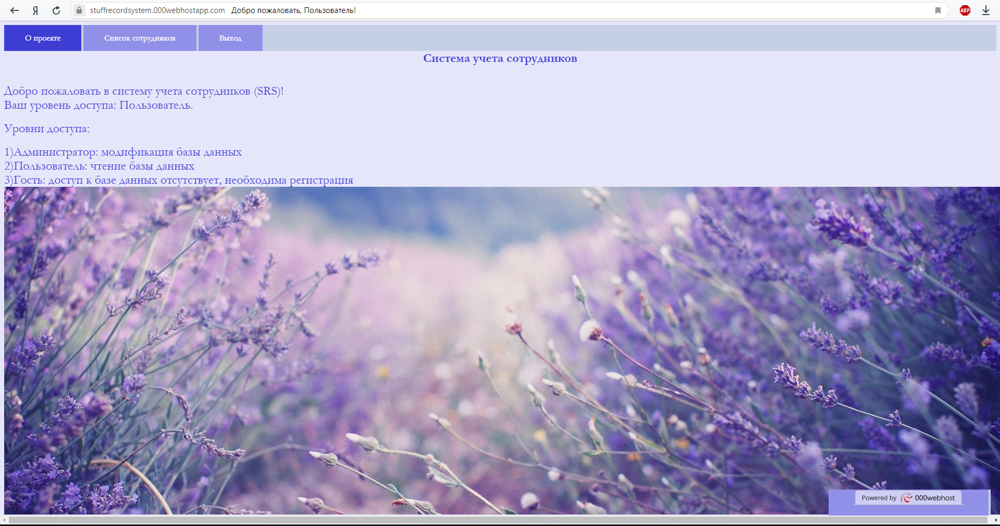 Я
stuffrecordsystem.000webhostapp.com Добро пожаловать, Пользователь!
ABP
О проекте Список сотрудников Выход
Система учета сотрудников
Добро пожаловать в систему учета сотрудников (SRS)!
Ваш уровень доступа: Пользователь.
Уровни доступа:
1)Администратор: модификация базы данных
2)Пользователь: чтение базы данных
3)Гость: доступ к базе данных отсутствует, необходима регистрация
Powered by 000webhost